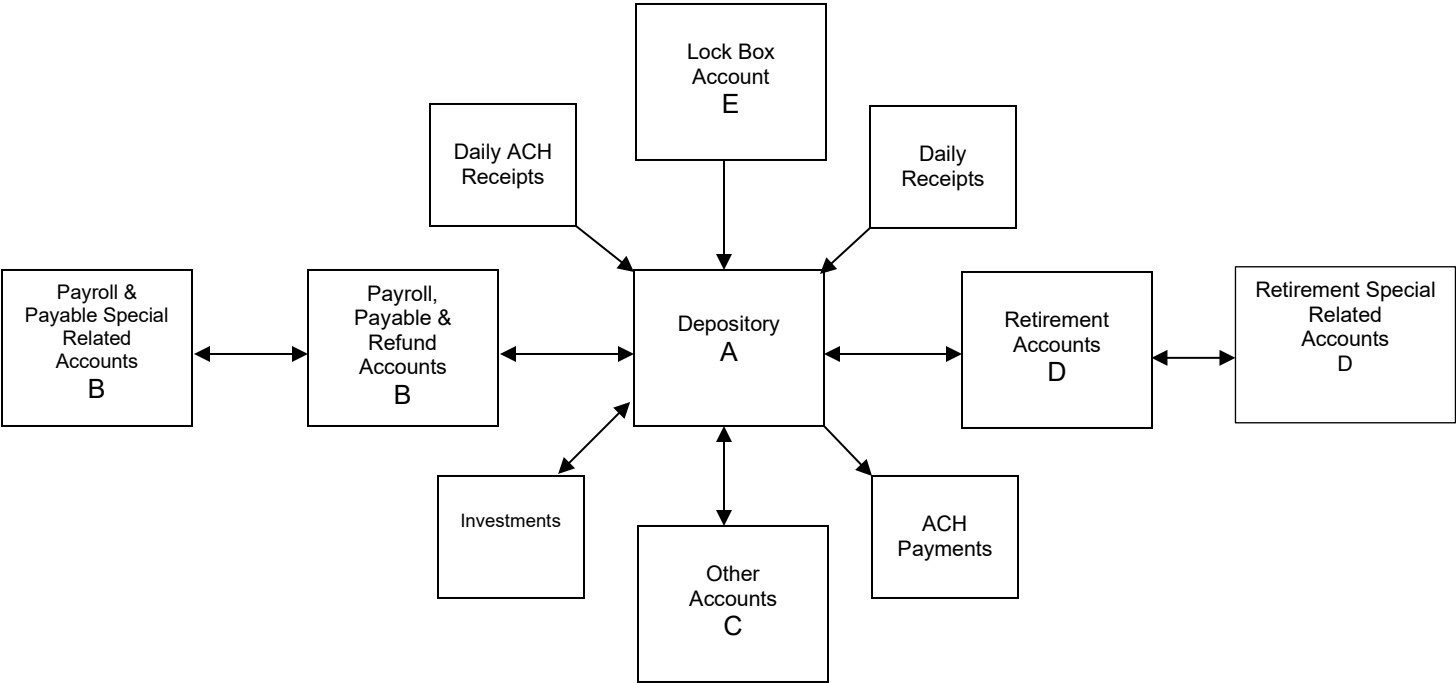 Lock Box
Account
E
Daily ACH
Receipts
Daily
Receipts
Payroll &
Payable Special
Related
Accounts
B
Payroll,
Payable &
Refund
Accounts
B
Depository
A
Retirement
Accounts
D
Retirement Special
Related
Accounts
D
Investments
Other
Accounts
C
ACH
Payments